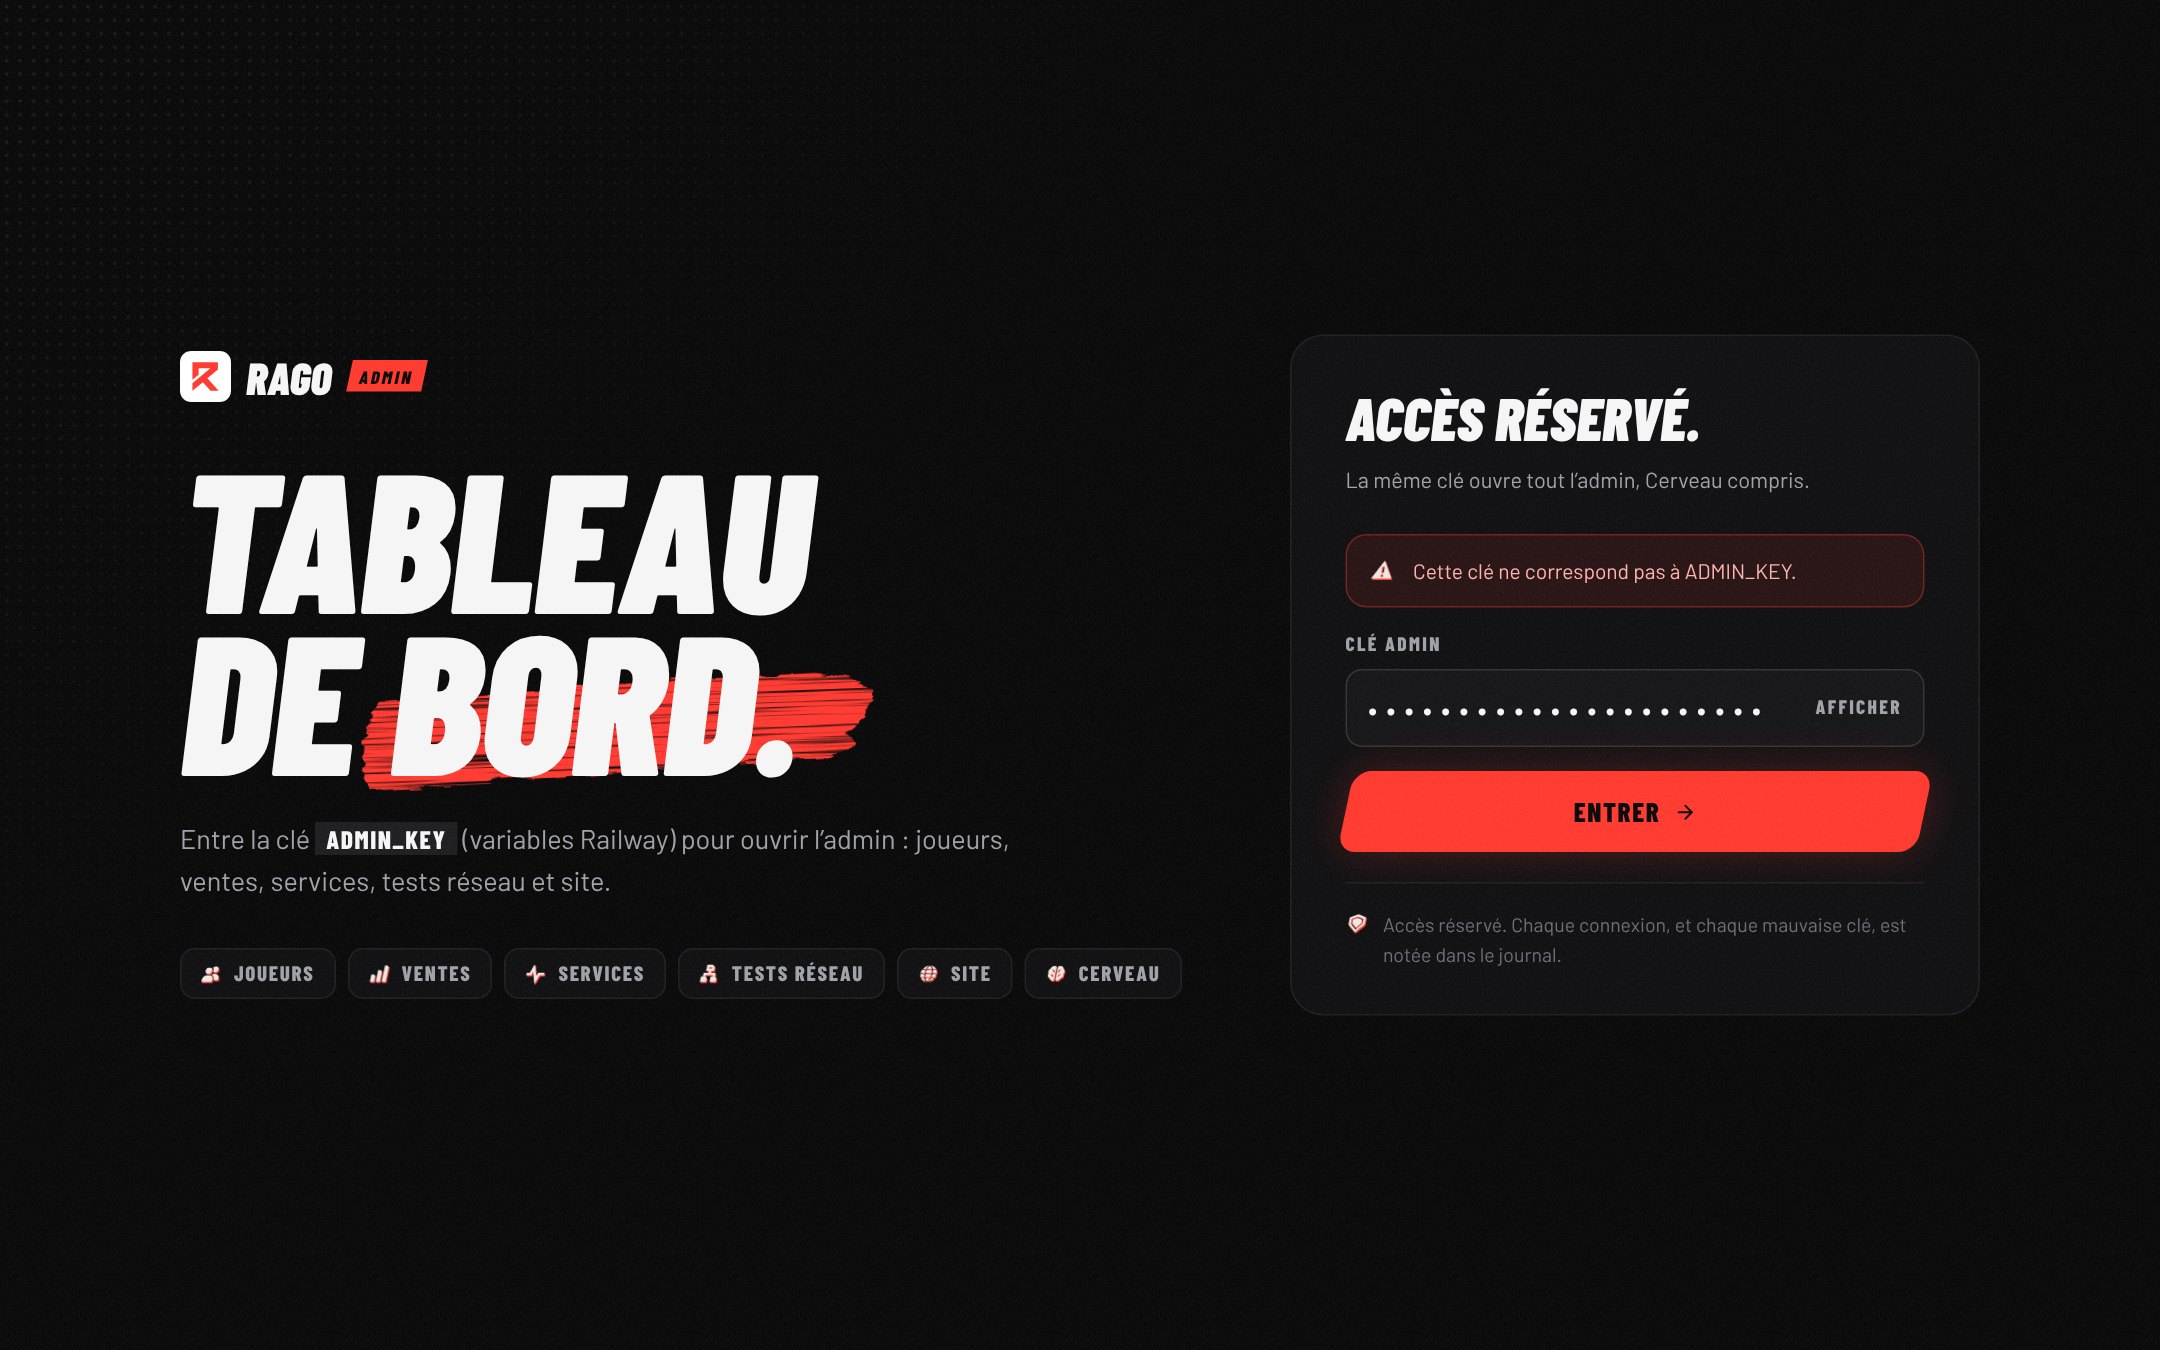 RAGO ADMIN
TABLEAU
DE BORD.
Entre la clé ADMIN_KEY (variables Railway) pour ouvrir l’admin : joueurs,
ventes, services, tests réseau et site.
JOUEURS VENTES SERVICES TESTS RÉSEAU SITE CERVEAU
ACCÈS RÉSERVÉ.
La même clé ouvre tout l’admin, Cerveau compris.
Cette clé ne correspond pas à ADMIN_KEY.
CLÉ ADMIN
AFFICHER
ENTRER →
Accès réservé. Chaque connexion, et chaque mauvaise clé, est
notée dans le journal.